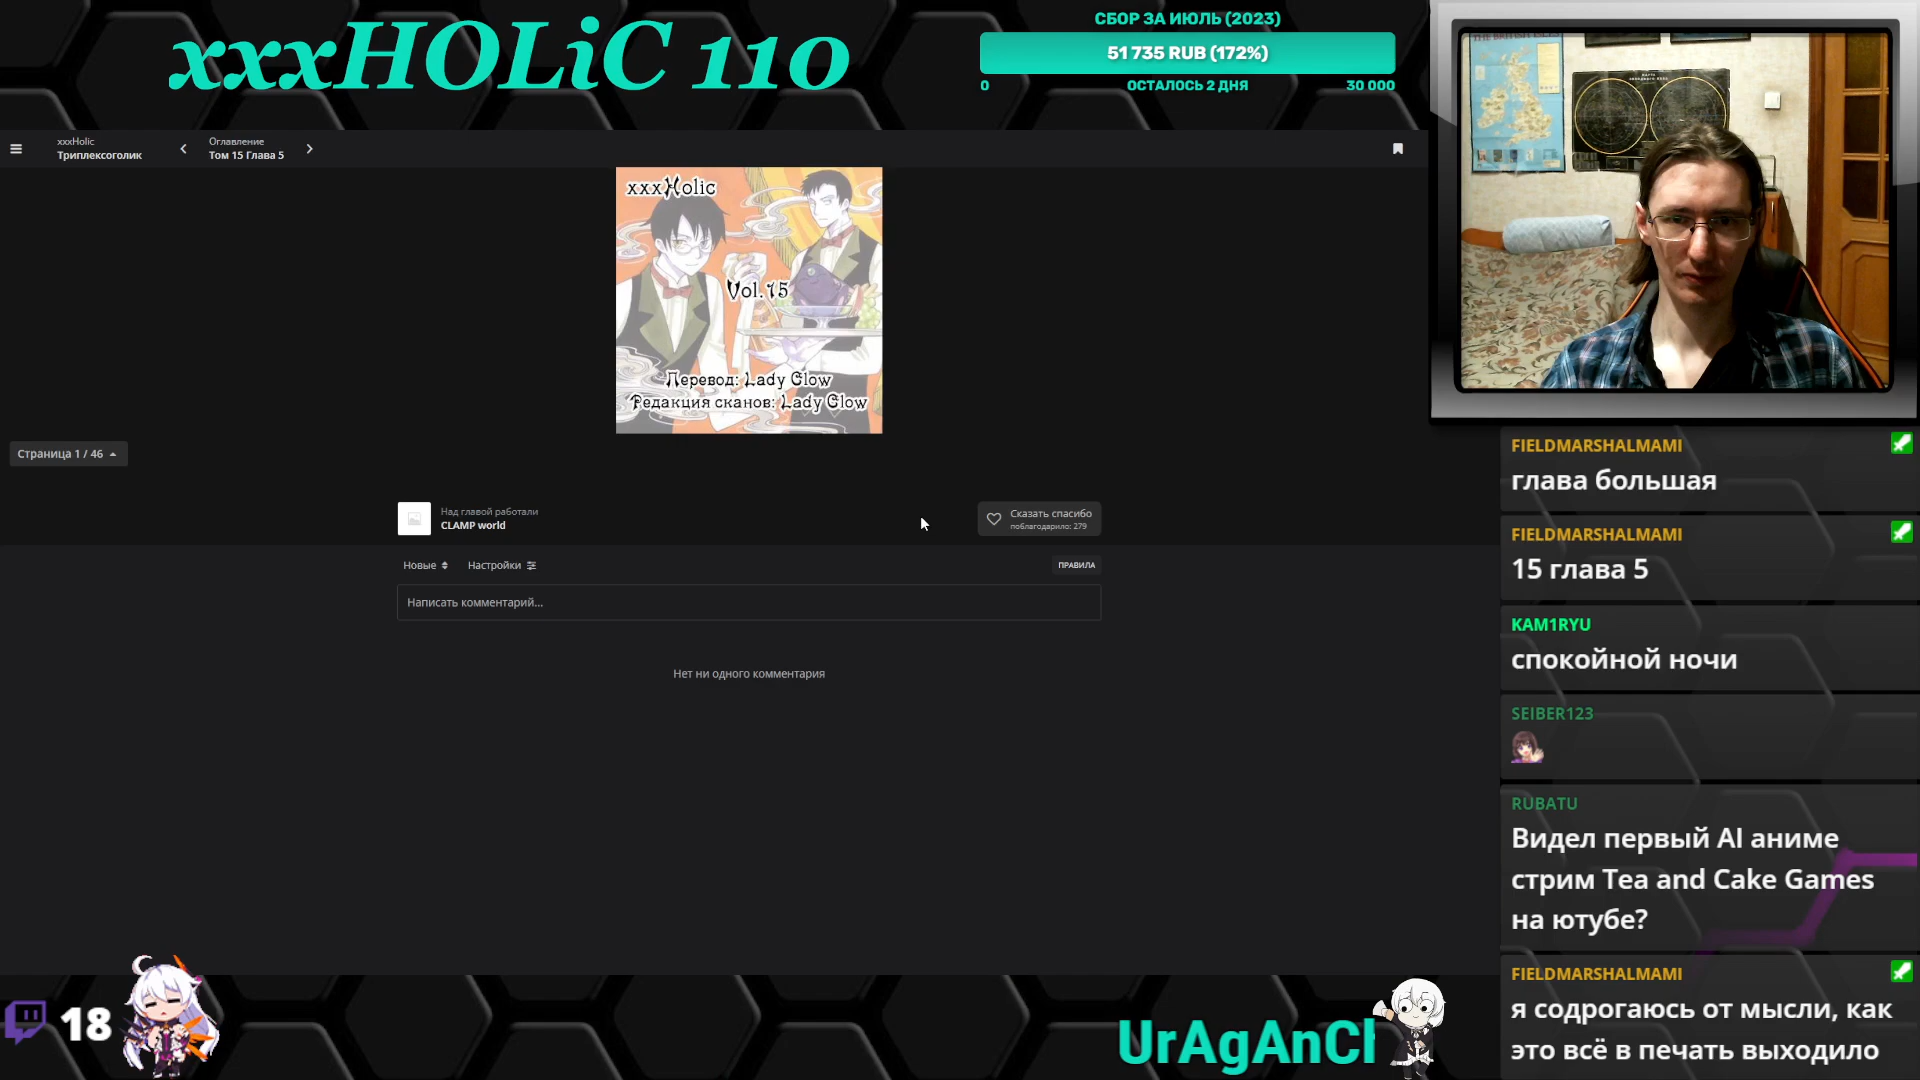 xxxHOLiC 110
СБОР ЗА ИЮЛЬ (2023)
51 735 RUB (172%)
0
ОСТАЛОСЬ 2 ДНЯ
30 000
xxxHolic
Триплексоголик
Оглавление
Том 15 Глава 5
xxxHolic
Vol.15
Перевод: Lady Glow
Редакция сканов: Lady Glow
Страница 1 / 46
Над главой работали
CLAMP world
Сказать спасибо
поблагодарило: 279
Новые
Настройки
ПРАВИЛА
Написать комментарий...
Нет ни одного комментария
THE BRITISH ISLES
FIELDMARSHALMAMI
глава большая
FIELDMARSHALMAMI
15 глава 5
KAM1RYU
спокойной ночи
SEIBER123
RUBATU
Видел первый AI аниме
стрим Tea and Cake Games
на ютубе?
FIELDMARSHALMAMI
я содрогаюсь от мысли, как
это всё в печать выходило
18
UrAgAnCh